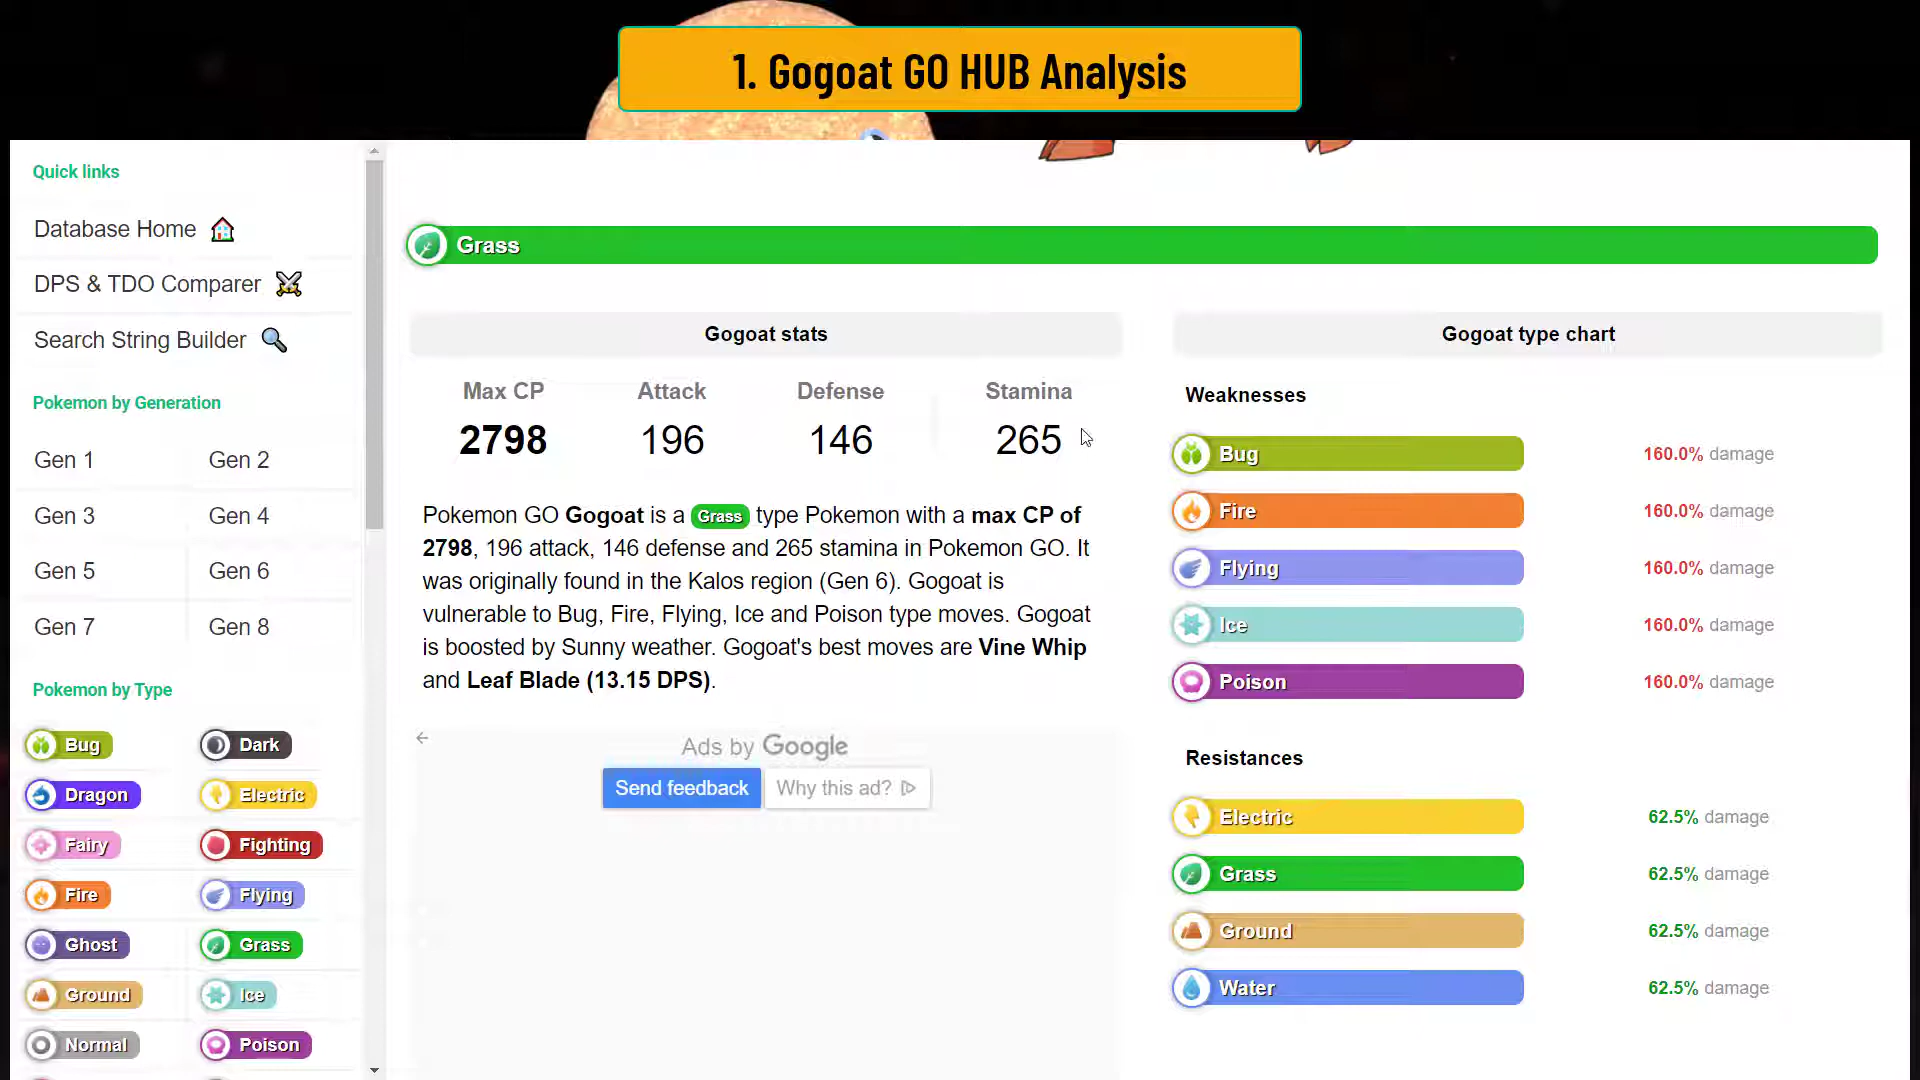 1. Gogoat GO HUB Analysis
Quick links
Database Home
DPS & TDO Comparer
Search String Builder
Pokemon by Generation
Gen 1 Gen 2
Gen 3 Gen 4
Gen 5 Gen 6
Gen 7 Gen 8
Pokemon by Type
Bug Dark
Dragon Electric
Fairy Fighting
Fire Flying
Ghost Grass
Ground Ice
Normal Poison
Grass
Gogoat stats
Max CP Attack Defense Stamina
2798 196 146 265
Pokemon GO Gogoat is a Grass type Pokemon with a max CP of
2798, 196 attack, 146 defense and 265 stamina in Pokemon GO. It
was originally found in the Kalos region (Gen 6). Gogoat is
vulnerable to Bug, Fire, Flying, Ice and Poison type moves. Gogoat
is boosted by Sunny weather. Gogoat's best moves are Vine Whip
and Leaf Blade (13.15 DPS).
Ads by Google
Send feedback Why this ad?
Gogoat type chart
Weaknesses
Bug 160.0% damage
Fire 160.0% damage
Flying 160.0% damage
Ice 160.0% damage
Poison 160.0% damage
Resistances
Electric 62.5% damage
Grass 62.5% damage
Ground 62.5% damage
Water 62.5% damage